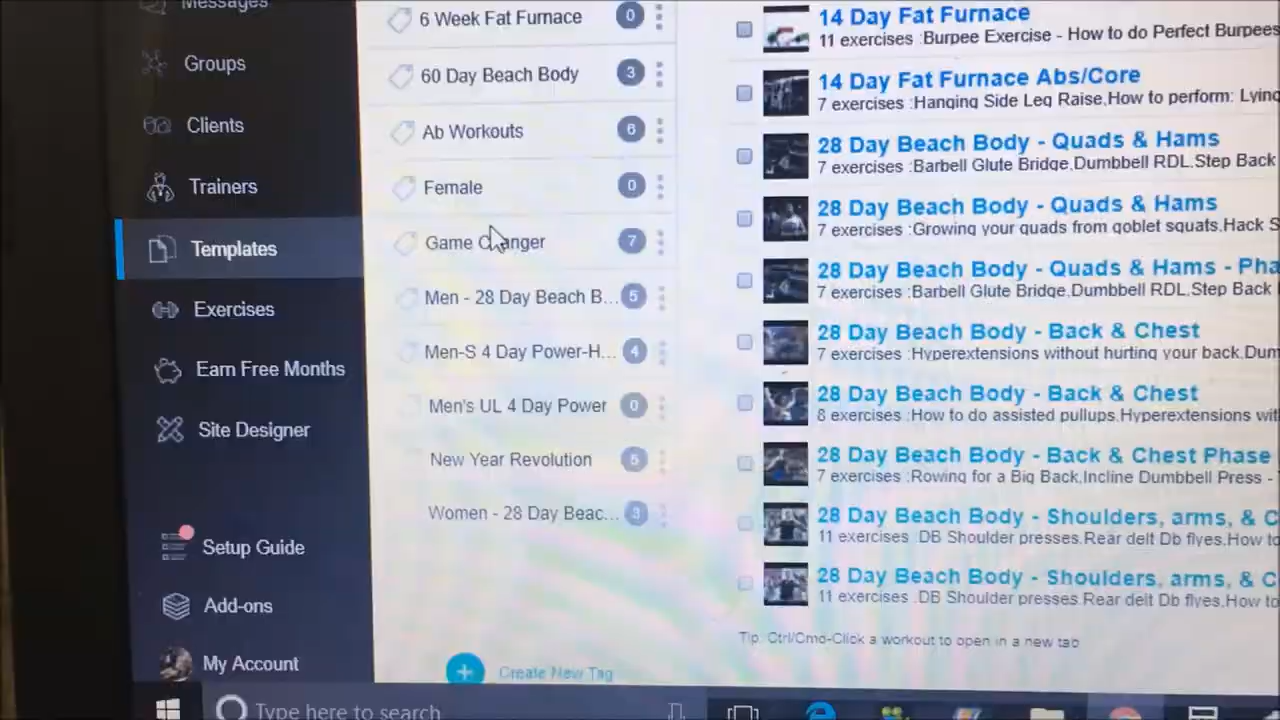 Messages
Groups
Clients
Trainers
Templates
Exercises
Earn Free Months
Site Designer
Setup Guide
Add-ons
My Account
6 Week Fat Furnace 0
60 Day Beach Body 3
Ab Workouts 6
Female 0
Game Changer 7
Men - 28 Day Beach B... 5
Men-S 4 Day Power-H... 4
Men's UL 4 Day Power 0
New Year Revolution 5
Women - 28 Day Beac... 3
Create New Tag
14 Day Fat Furnace
11 exercises :Burpee Exercise - How to do Perfect Burpees
14 Day Fat Furnace Abs/Core
7 exercises :Hanging Side Leg Raise,How to perform: Lying
28 Day Beach Body - Quads & Hams
7 exercises :Barbell Glute Bridge,Dumbbell RDL,Step Back
28 Day Beach Body - Quads & Hams
7 exercises :Growing your quads from goblet squats,Hack S
28 Day Beach Body - Quads & Hams - Pha
7 exercises :Barbell Glute Bridge,Dumbbell RDL,Step Back
28 Day Beach Body - Back & Chest
7 exercises :Hyperextensions without hurting your back,Dum
28 Day Beach Body - Back & Chest
8 exercises :How to do assisted pullups,Hyperextensions wit
28 Day Beach Body - Back & Chest Phase
7 exercises :Rowing for a Big Back,Incline Dumbbell Press -
28 Day Beach Body - Shoulders, arms, & C
11 exercises :DB Shoulder presses,Rear delt Db flyes,How to
28 Day Beach Body - Shoulders, arms, & C
11 exercises :DB Shoulder presses,Rear delt Db flyes,How to
Tip: Ctrl/Cmd-Click a workout to open in a new tab
Type here to search